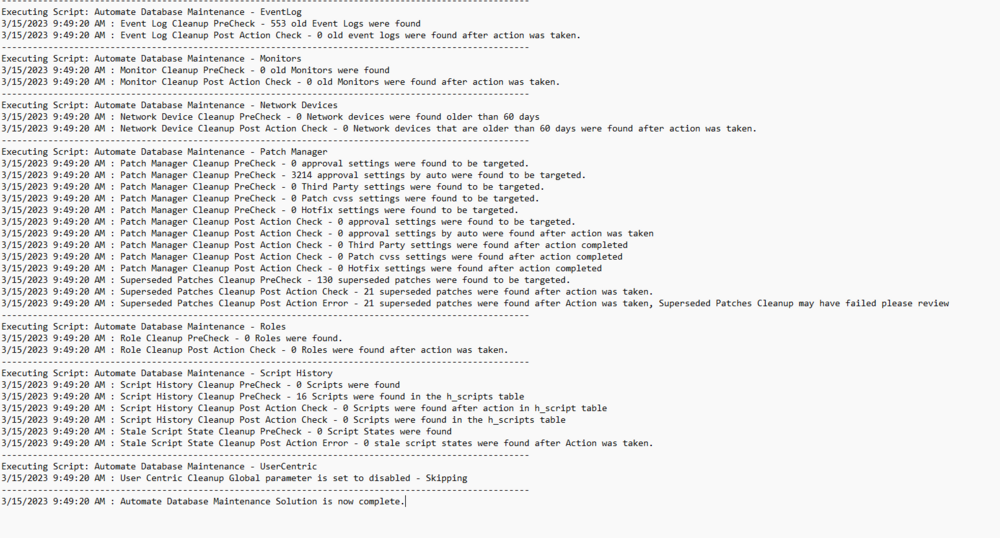 -----------------------------------------------------------------------------------------
Executing Script: Automate Database Maintenance - EventLog
3/15/2023 9:49:20 AM : Event Log Cleanup PreCheck - 553 old Event Logs were found
3/15/2023 9:49:20 AM : Event Log Cleanup Post Action Check - 0 old event logs were found after action was taken.
-----------------------------------------------------------------------------------------
Executing Script: Automate Database Maintenance - Monitors
3/15/2023 9:49:20 AM : Monitor Cleanup PreCheck - 0 old Monitors were found
3/15/2023 9:49:20 AM : Monitor Cleanup Post Action Check - 0 old Monitors were found after action was taken.
-----------------------------------------------------------------------------------------
Executing Script: Automate Database Maintenance - Network Devices
3/15/2023 9:49:20 AM : Network Device Cleanup PreCheck - 0 Network devices were found older than 60 days
3/15/2023 9:49:20 AM : Network Device Cleanup Post Action Check - 0 Network devices that are older than 60 days were found after action was taken.
-----------------------------------------------------------------------------------------
Executing Script: Automate Database Maintenance - Patch Manager
3/15/2023 9:49:20 AM : Patch Manager Cleanup PreCheck - 0 approval settings were found to be targeted.
3/15/2023 9:49:20 AM : Patch Manager Cleanup PreCheck - 3214 approval settings by auto were found to be targeted.
3/15/2023 9:49:20 AM : Patch Manager Cleanup PreCheck - 0 Third Party settings were found to be targeted.
3/15/2023 9:49:20 AM : Patch Manager Cleanup PreCheck - 0 Patch cvss settings were found to be targeted.
3/15/2023 9:49:20 AM : Patch Manager Cleanup PreCheck - 0 Hotfix settings were found to be targeted.
3/15/2023 9:49:20 AM : Patch Manager Cleanup Post Action Check - 0 approval settings were found to be targeted.
3/15/2023 9:49:20 AM : Patch Manager Cleanup Post Action Check - 0 approval settings by auto were found after action was taken
3/15/2023 9:49:20 AM : Patch Manager Cleanup Post Action Check - 0 Third Party settings were found after action completed
3/15/2023 9:49:20 AM : Patch Manager Cleanup Post Action Check - 0 Patch cvss settings were found after action completed
3/15/2023 9:49:20 AM : Patch Manager Cleanup Post Action Check - 0 Hotfix settings were found after action completed
3/15/2023 9:49:20 AM : Superseded Patches Cleanup PreCheck - 130 superseded patches were found to be targeted.
3/15/2023 9:49:20 AM : Superseded Patches Cleanup Post Action Check - 21 superseded patches were found after action was taken.
3/15/2023 9:49:20 AM : Superseded Patches Cleanup Post Action Error - 21 superseded patches were found after Action was taken, Superseded Patches Cleanup may have failed please review
-----------------------------------------------------------------------------------------
Executing Script: Automate Database Maintenance - Roles
3/15/2023 9:49:20 AM : Role Cleanup PreCheck - 0 Roles were found.
3/15/2023 9:49:20 AM : Role Cleanup Post Action Check - 0 Roles were found after action was taken.
-----------------------------------------------------------------------------------------
Executing Script: Automate Database Maintenance - Script History
3/15/2023 9:49:20 AM : Script History Cleanup PreCheck - 0 Scripts were found
3/15/2023 9:49:20 AM : Script History Cleanup PreCheck - 16 Scripts were found in the h_scripts table
3/15/2023 9:49:20 AM : Script History Cleanup Post Action Check - 0 Scripts were found after action in h_script table
3/15/2023 9:49:20 AM : Script History Cleanup Post Action Check - 0 Scripts were found in the h_scripts table
3/15/2023 9:49:20 AM : Stale Script State Cleanup PreCheck - 0 Script States were found
3/15/2023 9:49:20 AM : Stale Script State Cleanup Post Action Error - 0 stale script states were found after Action was taken.
-----------------------------------------------------------------------------------------
Executing Script: Automate Database Maintenance - UserCentric
3/15/2023 9:49:20 AM : User Centric Cleanup Global parameter is set to disabled - Skipping
-----------------------------------------------------------------------------------------
3/15/2023 9:49:20 AM : Automate Database Maintenance Solution is now complete.